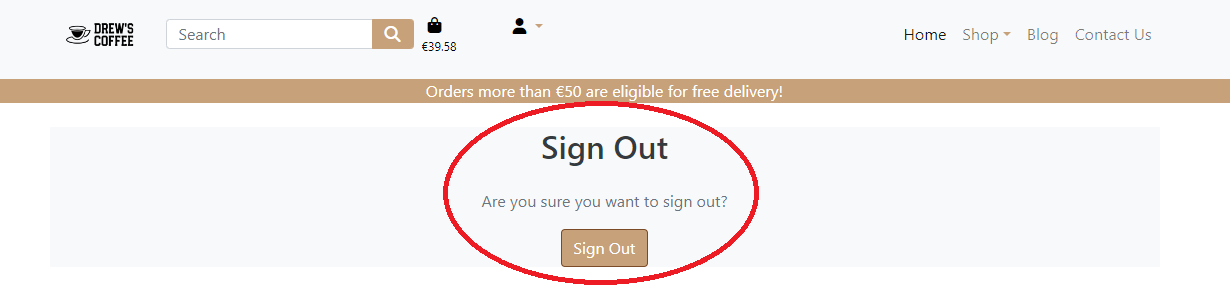 DREW'S
COFFEE
Search
€39.58
Home Shop Blog Contact Us
Orders more than €50 are eligible for free delivery!
Sign Out
Are you sure you want to sign out?
Sign Out